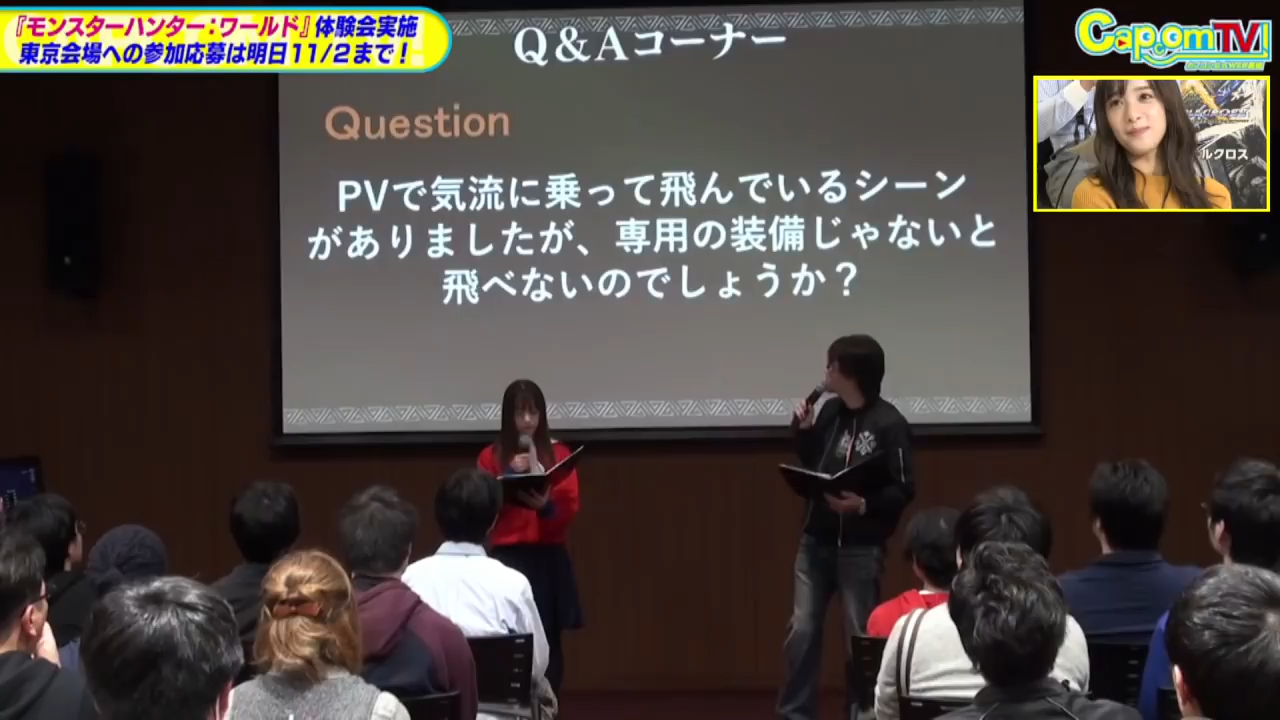 『モンスターハンター：ワールド』体験会実施
東京会場への参加応募は明日11/2まで！
CapcomTV!
Q&Aコーナー
Question
PVで気流に乗って飛んでいるシーン
がありましたが、専用の装備じゃないと
飛べないのでしょうか？
ルクロス